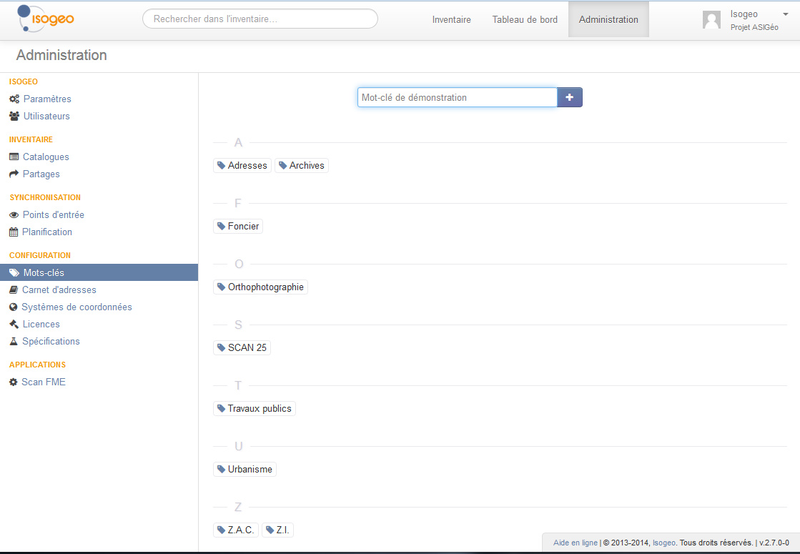 isogeo
Rechercher dans l'inventaire...
Inventaire
Tableau de bord
Administration
Isogeo
Projet ASIGéo
Administration
ISOGEO
Paramètres
Utilisateurs
INVENTAIRE
Catalogues
Partages
SYNCHRONISATION
Points d'entrée
Planification
CONFIGURATION
Mots-clés
Carnet d'adresses
Systèmes de coordonnées
Licences
Spécifications
APPLICATIONS
Scan FME
Mot-clé de démonstration
A
Adresses Archives
F
Foncier
O
Orthophotographie
S
SCAN 25
T
Travaux publics
U
Urbanisme
Z
Z.A.C. Z.I.
Aide en ligne | © 2013-2014, Isogeo. Tous droits réservés. | v.2.7.0-0